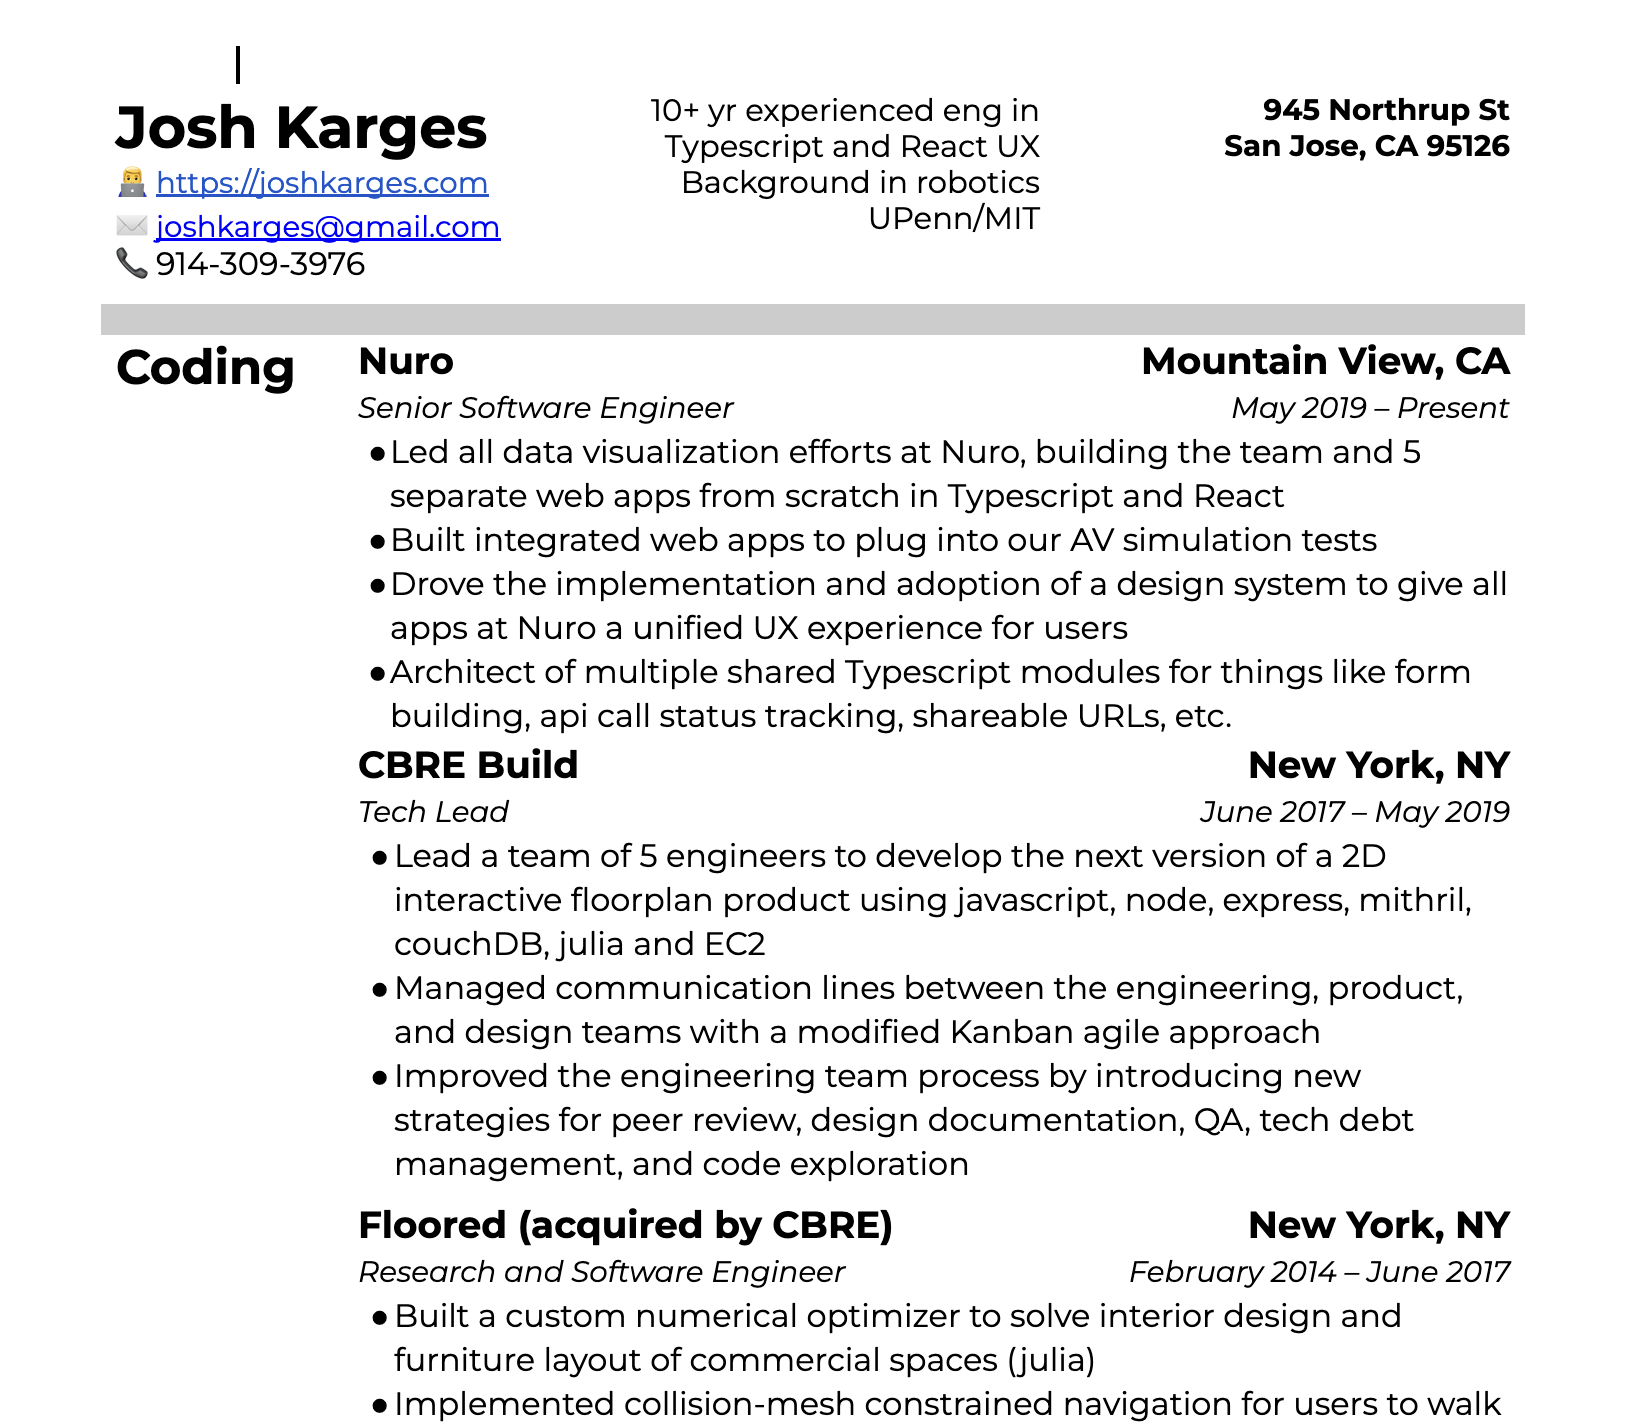 Josh Karges
https://joshkarges.com
joshkarges@gmail.com
914-309-3976
10+ yr experienced eng in
Typescript and React UX
Background in robotics
UPenn/MIT
945 Northrup St
San Jose, CA 95126
Coding
Nuro
Mountain View, CA
Senior Software Engineer
May 2019 – Present
●Led all data visualization efforts at Nuro, building the team and 5
separate web apps from scratch in Typescript and React
●Built integrated web apps to plug into our AV simulation tests
●Drove the implementation and adoption of a design system to give all
apps at Nuro a unified UX experience for users
●Architect of multiple shared Typescript modules for things like form
building, api call status tracking, shareable URLs, etc.
CBRE Build
New York, NY
Tech Lead
June 2017 – May 2019
●Lead a team of 5 engineers to develop the next version of a 2D
interactive floorplan product using javascript, node, express, mithril,
couchDB, julia and EC2
●Managed communication lines between the engineering, product,
and design teams with a modified Kanban agile approach
●Improved the engineering team process by introducing new
strategies for peer review, design documentation, QA, tech debt
management, and code exploration
Floored (acquired by CBRE)
New York, NY
Research and Software Engineer
February 2014 – June 2017
●Built a custom numerical optimizer to solve interior design and
furniture layout of commercial spaces (julia)
●Implemented collision-mesh constrained navigation for users to walk